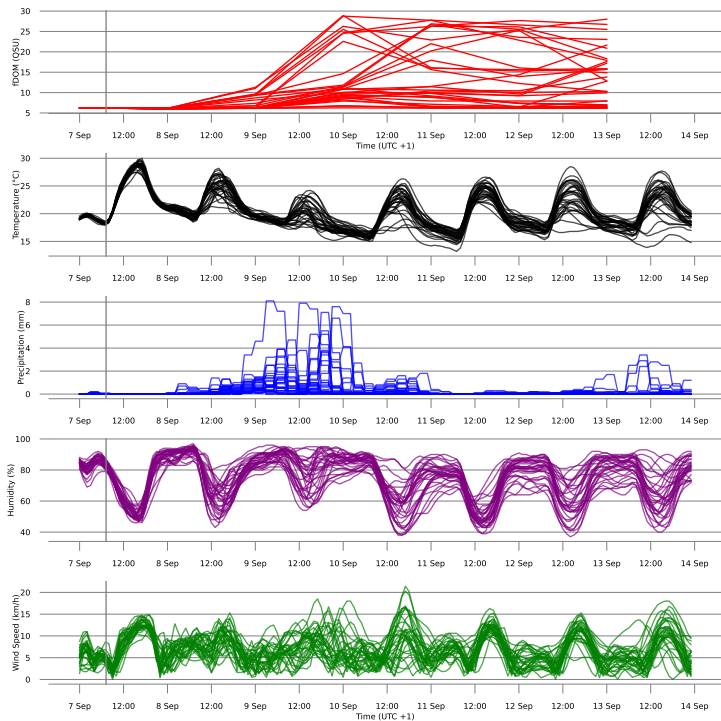 30
25
20
15
10
5
fDOM (QSU)
7 Sep 12:00 8 Sep 12:00 9 Sep 12:00 10 Sep 12:00 11 Sep 12:00 12 Sep 12:00 13 Sep 12:00 14 Sep
Time (UTC +1)
30
25
20
15
Temperature (°C)
7 Sep 12:00 8 Sep 12:00 9 Sep 12:00 10 Sep 12:00 11 Sep 12:00 12 Sep 12:00 13 Sep 12:00 14 Sep
8
6
4
2
0
Precipitation (mm)
7 Sep 12:00 8 Sep 12:00 9 Sep 12:00 10 Sep 12:00 11 Sep 12:00 12 Sep 12:00 13 Sep 12:00 14 Sep
100
80
60
40
Humidity (%)
7 Sep 12:00 8 Sep 12:00 9 Sep 12:00 10 Sep 12:00 11 Sep 12:00 12 Sep 12:00 13 Sep 12:00 14 Sep
20
15
10
5
0
Wind Speed (km/h)
7 Sep 12:00 8 Sep 12:00 9 Sep 12:00 10 Sep 12:00 11 Sep 12:00 12 Sep 12:00 13 Sep 12:00 14 Sep
Time (UTC +1)